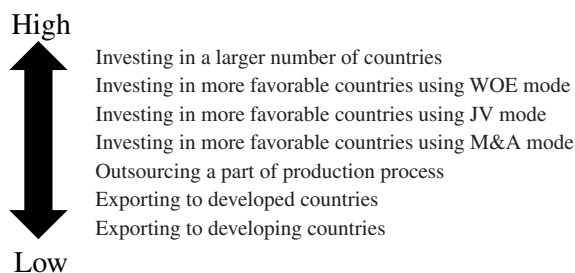 High
Investing in a larger number of countries
Investing in more favorable countries using WOE mode
Investing in more favorable countries using JV mode
Investing in more favorable countries using M&A mode
Outsourcing a part of production process
Exporting to developed countries
Exporting to developing countries
Low